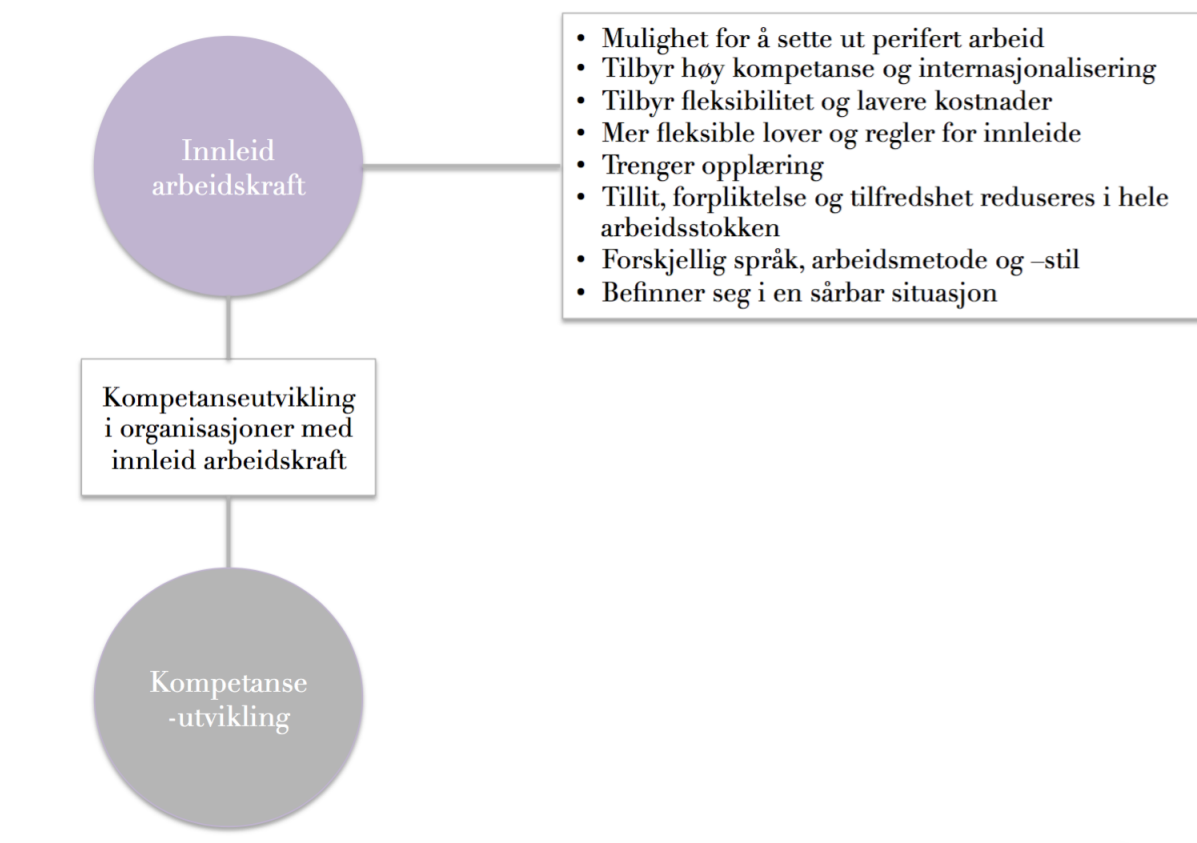 Innleid
arbeidskraft
• Mulighet for å sette ut perifert arbeid
• Tilbyr høy kompetanse og internasjonalisering
• Tilbyr fleksibilitet og lavere kostnader
• Mer fleksible lover og regler for innleide
• Trenger opplæring
• Tillit, forpliktelse og tilfredshet reduseres i hele
arbeidsstokken
• Forskjellig språk, arbeidsmetode og –stil
• Befinner seg i en sårbar situasjon
Kompetanseutvikling
i organisasjoner med
innleid arbeidskraft
Kompetanse
-utvikling